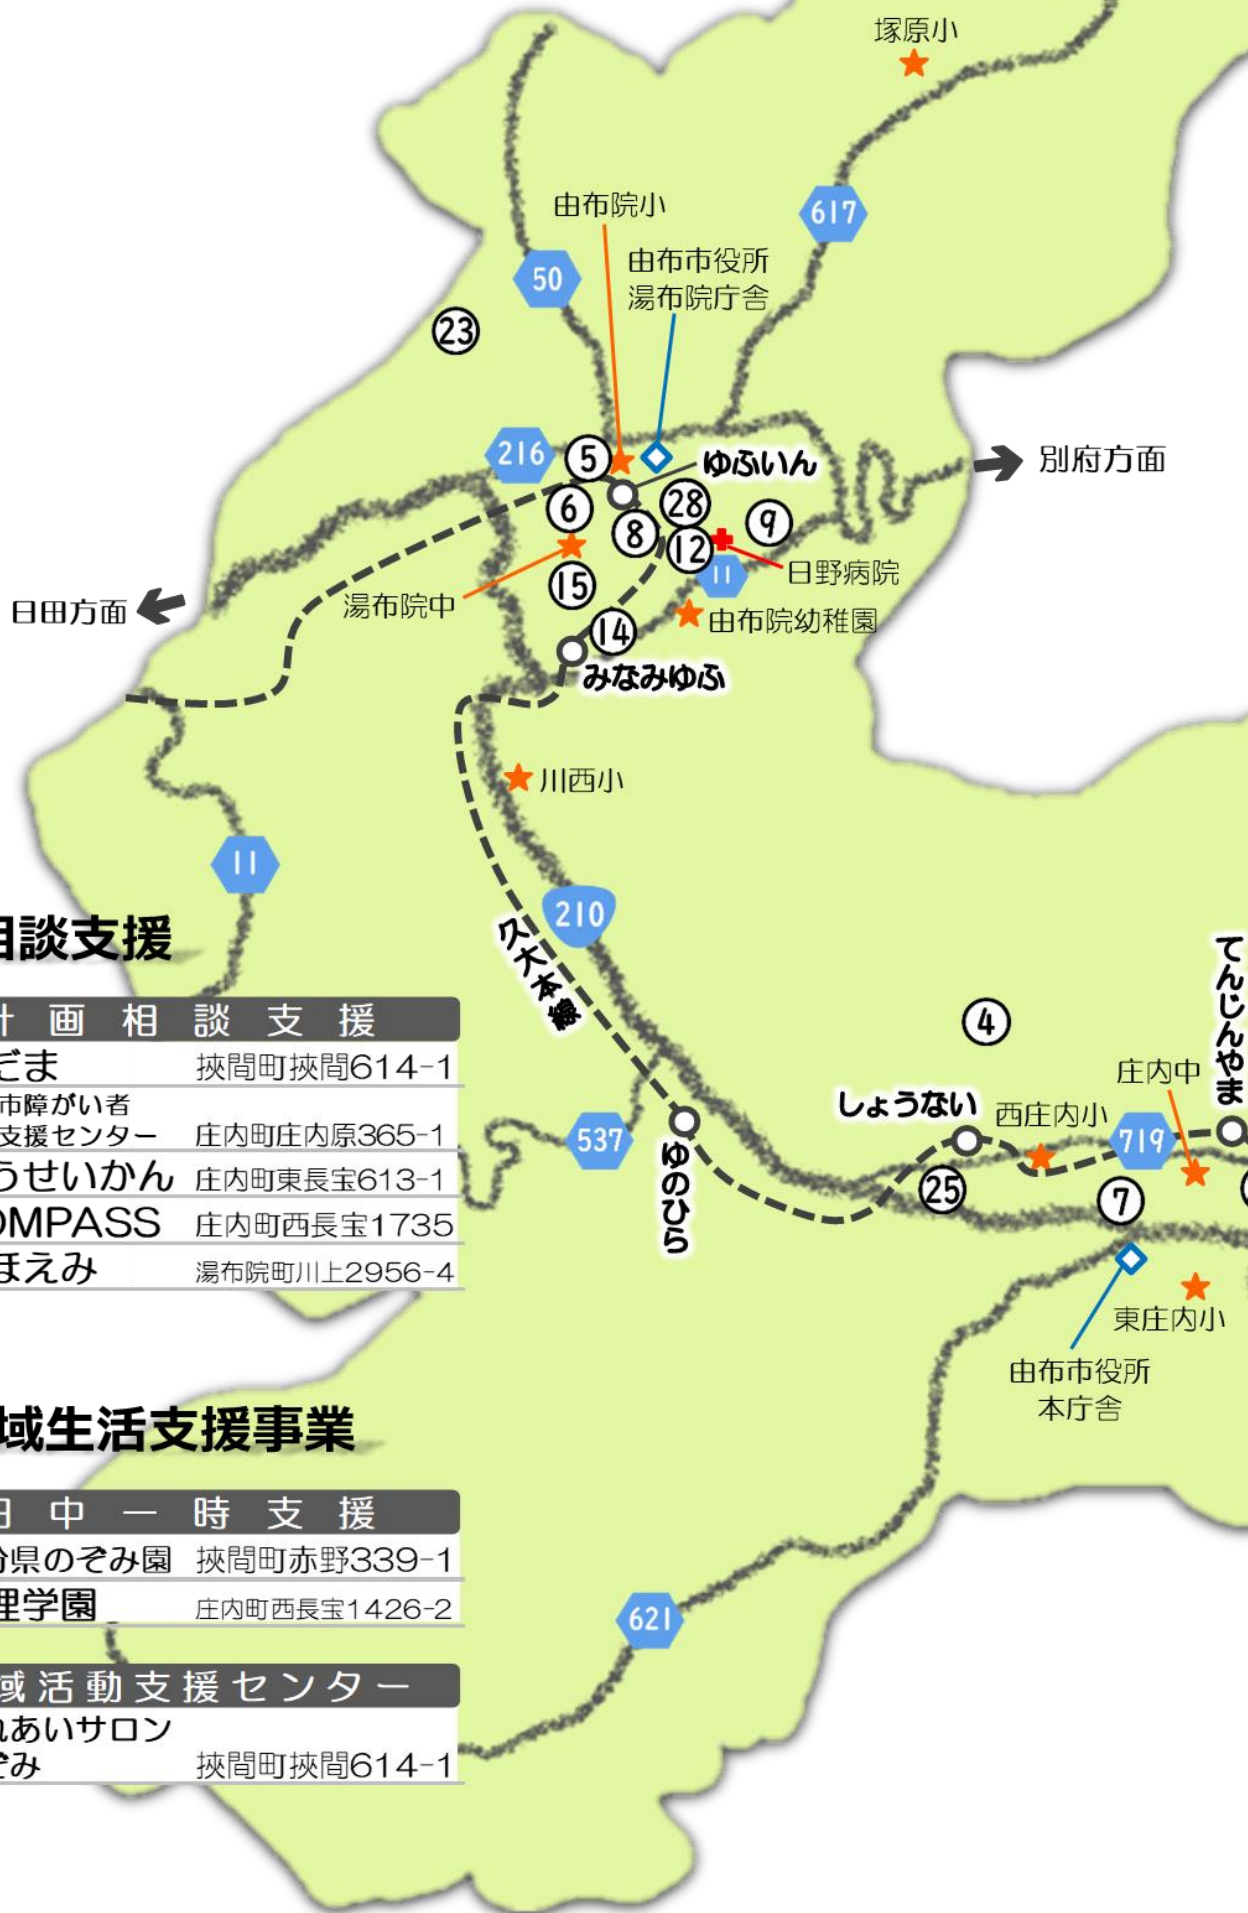 塚原小
617
由布院小
由布市役所
湯布院庁舎
50
23
216
5
ゆふいん
別府方面
6
28
8
9
12
11
日野病院
15
湯布院中
日田方面
14
由布院幼稚園
みなみゆふ
川西小
11
210
久大本線
相談支援
計画相談支援
だま 挾間町挾間614-1
市障がい者
支援センター 庄内町庄内原365-1
うせいかん 庄内町東長宝613-1
OMPASS 庄内町西長宝1735
ほえみ 湯布院町川上2956-4
4
てんじんやま
庄内中
しょうない
西庄内小
719
537
ゆのひら
25
7
東庄内小
由布市役所
本庁舎
域生活支援事業
日中一時支援
県のぞみ園 挾間町赤野339-1
理学園 庄内町西長宝1426-2
621
域活動支援センター
れあいサロン
ぞみ 挾間町挾間614-1